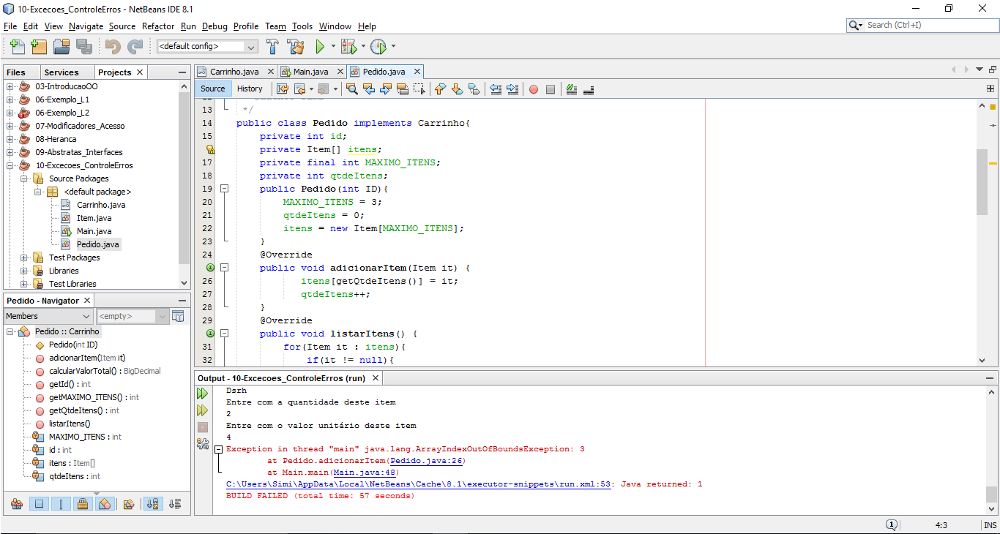 10-Excecoes_ControleErros - NetBeans IDE 8.1
File Edit View Navigate Source Refactor Run Debug Profile Team Tools Window Help
Search (Ctrl+I)
<default config>
Files Services Projects
03-IntroducaoOO
06-Exemplo_L1
06-Exemplo_L2
07-Modificadores_Acesso
08-Heranca
09-Abstratas_Interfaces
10-Excecoes_ControleErros
Source Packages
<default package>
Carrinho.java
Item.java
Main.java
Pedido.java
Test Packages
Libraries
Test Libraries
Pedido - Navigator
Members <empty>
Pedido :: Carrinho
Pedido(int ID)
adicionarItem(Item it)
calcularValorTotal() : BigDecimal
getId() : int
getMAXIMO_ITENS() : int
getQtdeItens() : int
listarItens()
MAXIMO_ITENS : int
id : int
itens : Item[]
qtdeItens : int
Carrinho.java Main.java Pedido.java
Source History
13 */
14 public class Pedido implements Carrinho{
15 private int id;
private Item[] itens;
17 private final int MAXIMO_ITENS;
18 private int qtdeItens;
19 public Pedido(int ID){
20 MAXIMO_ITENS = 3;
21 qtdeItens = 0;
22 itens = new Item[MAXIMO_ITENS];
23 }
24 @Override
public void adicionarItem(Item it) {
26 itens[getQtdeItens()] = it;
27 qtdeItens++;
28 }
29 @Override
public void listarItens() {
31 for(Item it : itens){
32 if(it != null){
Output - 10-Excecoes_ControleErros (run)
Dsrh
Entre com a quantidade deste item
2
Entre com o valor unitário deste item
4
Exception in thread "main" java.lang.ArrayIndexOutOfBoundsException: 3
at Pedido.adicionarItem(Pedido.java:26)
at Main.main(Main.java:48)
C:\Users\Simi\AppData\Local\NetBeans\Cache\8.1\executor-snippets\run.xml:53: Java returned: 1
BUILD FAILED (total time: 57 seconds)
1 4:3 INS